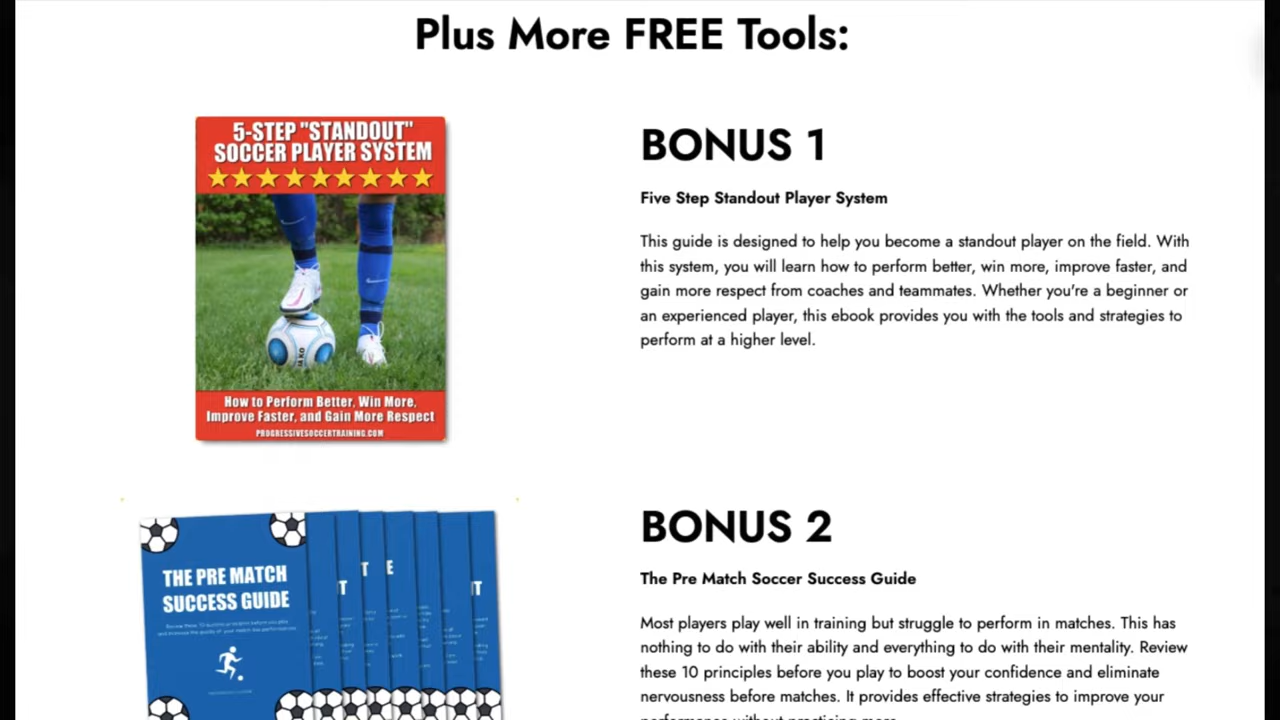 Plus More FREE Tools:
5-STEP "STANDOUT"
SOCCER PLAYER SYSTEM
How to Perform Better, Win More,
Improve Faster, and Gain More Respect
PROGRESSIVESOCCERTRAINING.COM
BONUS 1
Five Step Standout Player System
This guide is designed to help you become a standout player on the field. With
this system, you will learn how to perform better, win more, improve faster, and
gain more respect from coaches and teammates. Whether you're a beginner or
an experienced player, this ebook provides you with the tools and strategies to
perform at a higher level.
THE PRE MATCH
SUCCESS GUIDE
BONUS 2
The Pre Match Soccer Success Guide
Most players play well in training but struggle to perform in matches. This has
nothing to do with their ability and everything to do with their mentality. Review
these 10 principles before you play to boost your confidence and eliminate
nervousness before matches. It provides effective strategies to improve your
performance without practicing more.